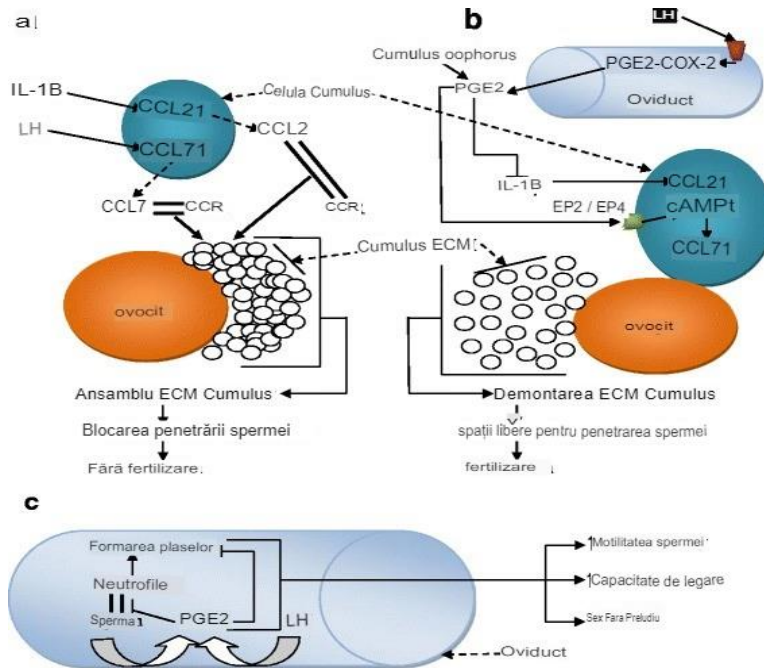 a
IL-1B
LH
CCL21
CCL71
Celula Cumulus
CCL2
CCL7
CCR
CCR
Cumulus ECM
ovocit
Ansamblu ECM Cumulus
Blocarea penetrării spermei
Fără fertilizare.
b
LH
Cumulus oophorus
PGE2
PGE2-COX-2
Oviduct
IL-1B
CCL21
EP2 / EP4
cAMPt
CCL71
ovocit
Demontarea ECM Cumulus
spații libere pentru penetrarea spermei
fertilizare
c
Formarea plaselor
Neutrofile
Sperma
PGE2
LH
Oviduct
Motilitatea spermei
Capacitate de legare
Sex Fara Preludiu